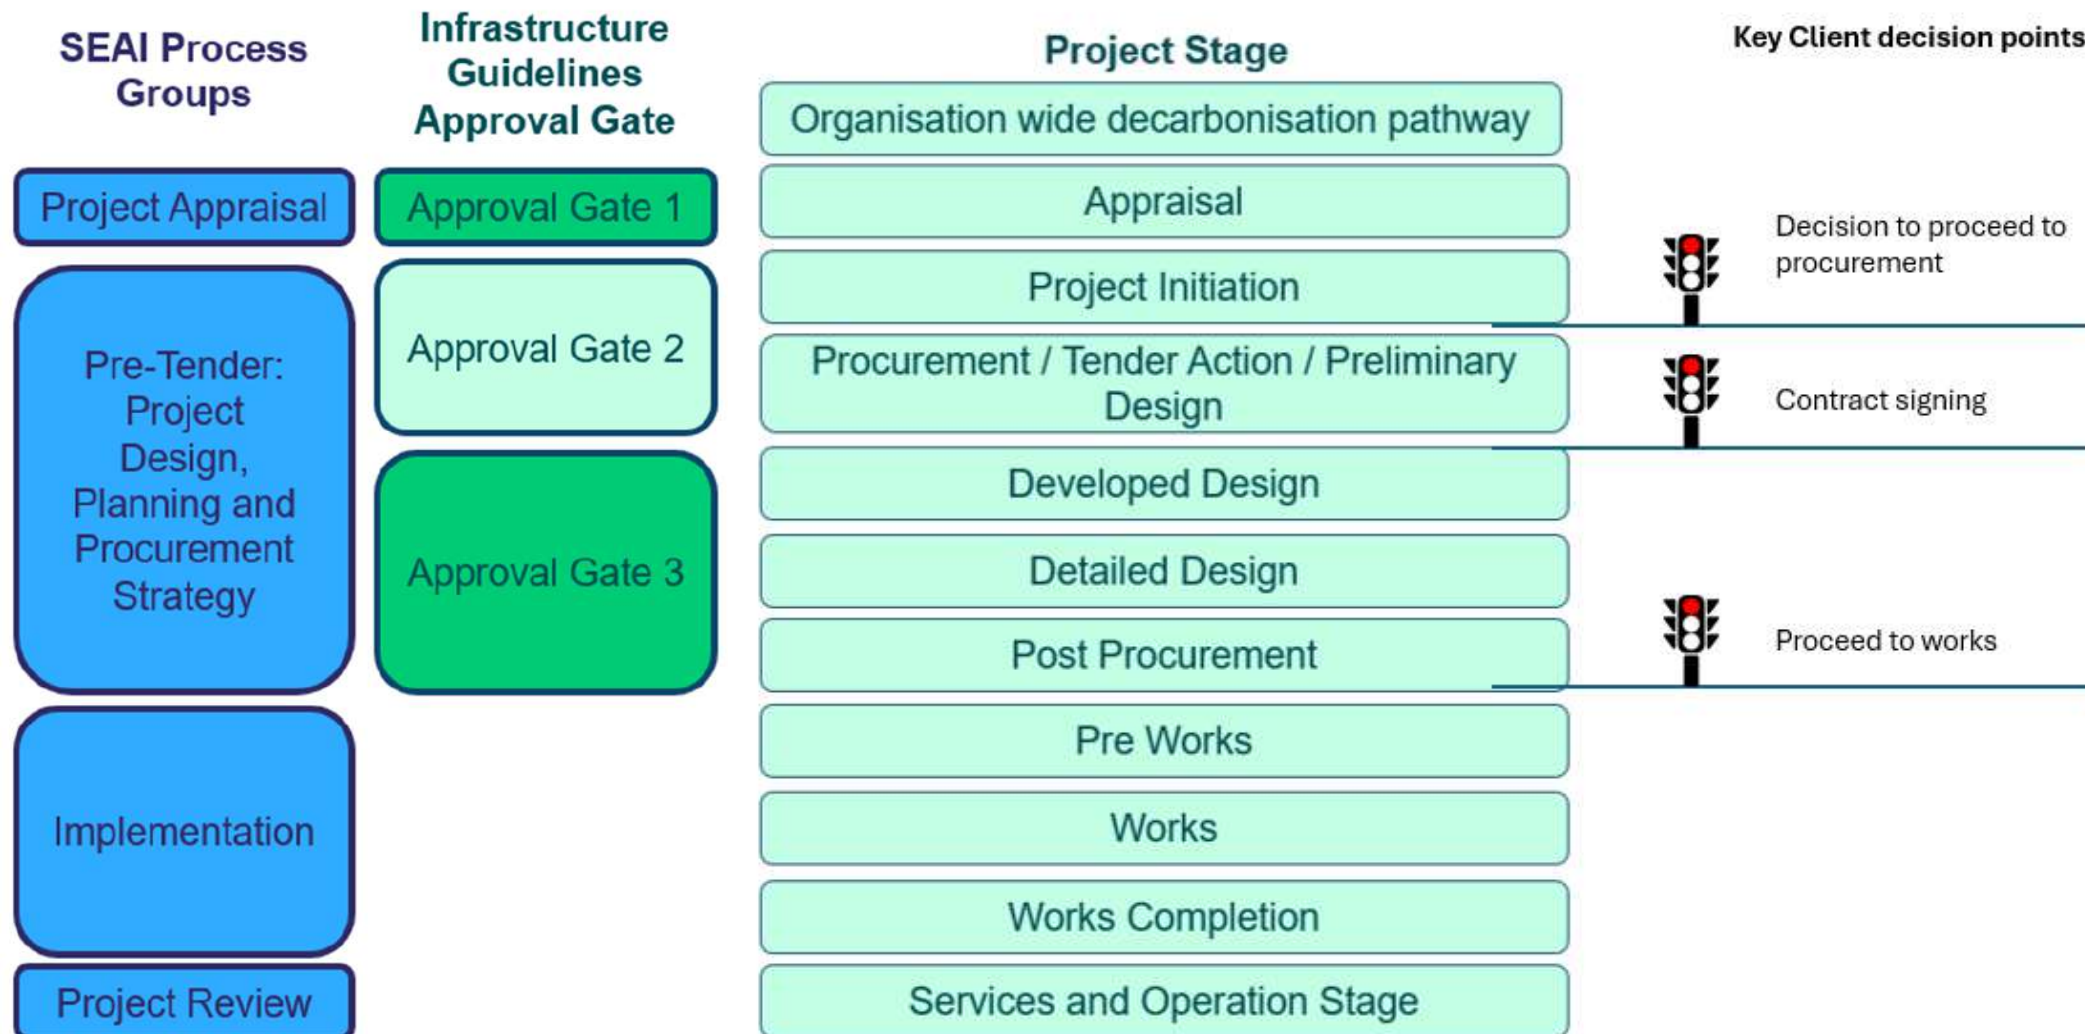 SEAI Process
Groups
Infrastructure
Guidelines
Approval Gate
Project Stage
Key Client decision points
Organisation wide decarbonisation pathway
Project Appraisal
Approval Gate 1
Appraisal
Decision to proceed to
procurement
Project Initiation
Pre-Tender:
Project
Design,
Planning and
Procurement
Strategy
Approval Gate 2
Procurement / Tender Action / Preliminary
Design
Contract signing
Approval Gate 3
Developed Design
Detailed Design
Post Procurement
Proceed to works
Implementation
Pre Works
Works
Works Completion
Project Review
Services and Operation Stage